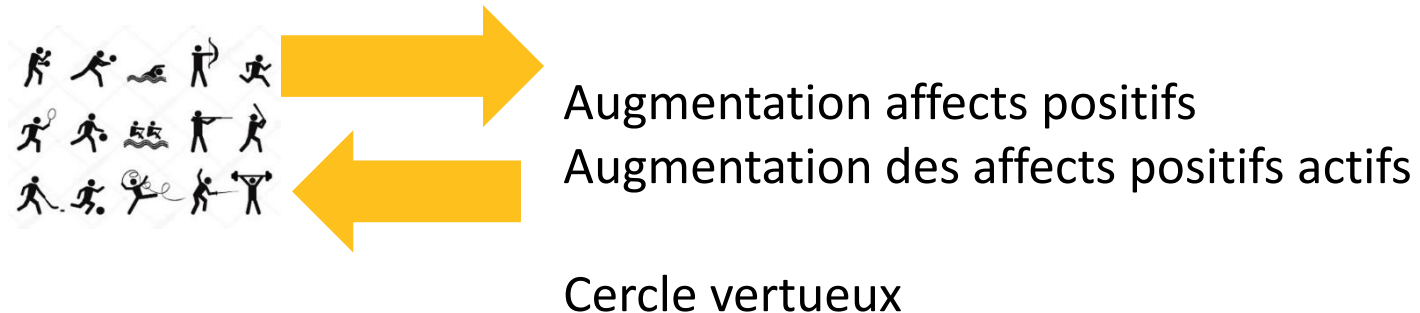 Augmentation affects positifs
Augmentation des affects positifs actifs
Cercle vertueux